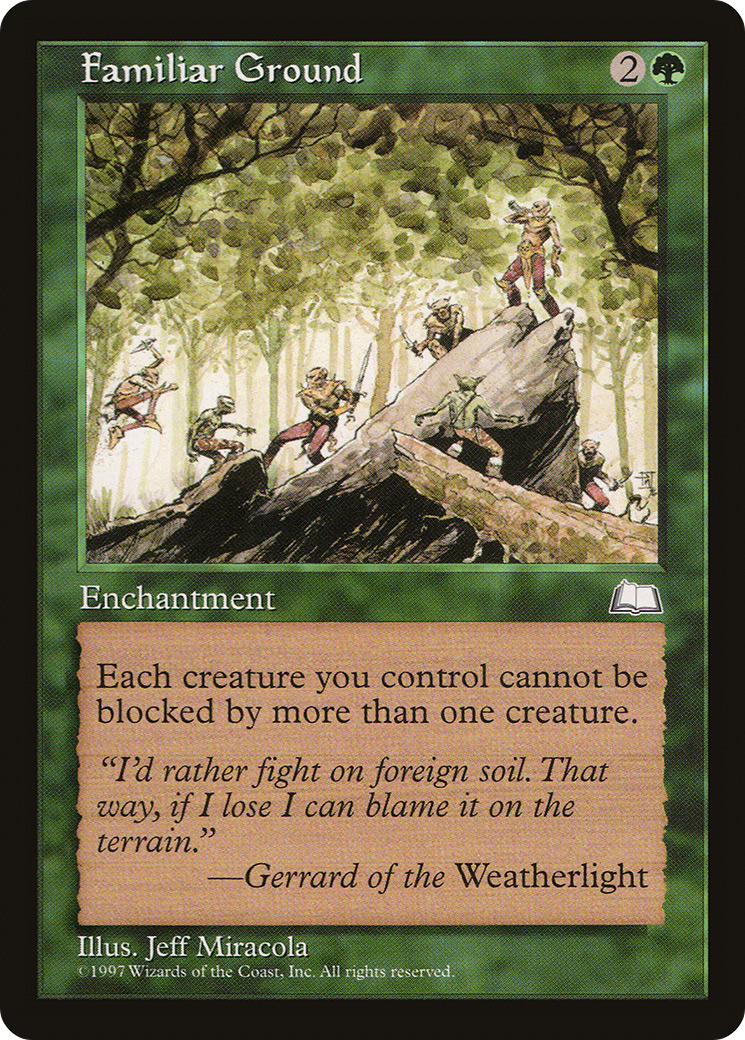 Familiar Ground 2
Enchantment
Each creature you control cannot be
blocked by more than one creature.
“I’d rather fight on foreign soil. That
way, if I lose I can blame it on the
terrain.”
—Gerrard of the Weatherlight
Illus. Jeff Miracola
©1997 Wizards of the Coast, Inc. All rights reserved.